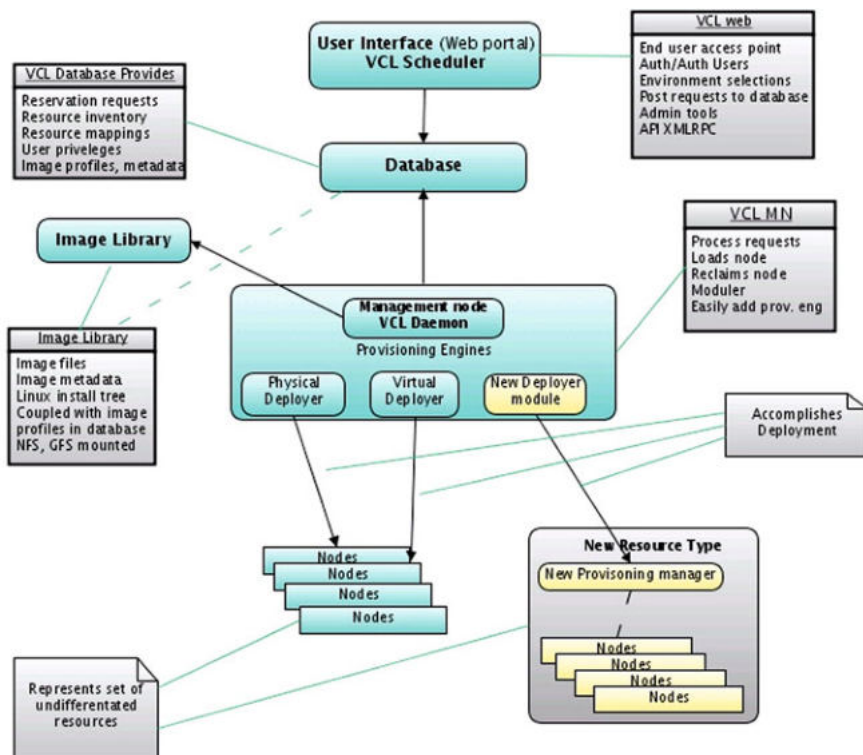 User Interface (Web portal)
VCL Scheduler
VCL web
End user access point
Auth/Auth Users
Environment selections
Post requests to database
Admin tools
API XMLRPC
VCL Database Provides
Reservation requests
Resource inventory
Resource mappings
User priveleges
Image profiles, metadata
Database
Image Library
VCL MN
Process requests
Loads node
Reclaims node
Moduler
Easily add prov. eng
Management node
VCL Daemon
Provisioning Engines
Physical
Deployer
Virtual
Deployer
New Deployer
module
Image Library
Image files
Image metadata
Linux install tree
Coupled with image
profiles in database
NFS, GFS mounted
Accomplishes
Deployment
Nodes
Nodes
Nodes
Nodes
New Resource Type
New Provisoning manager
Nodes
Nodes
Nodes
Nodes
Represents set of
undifferentated
resources